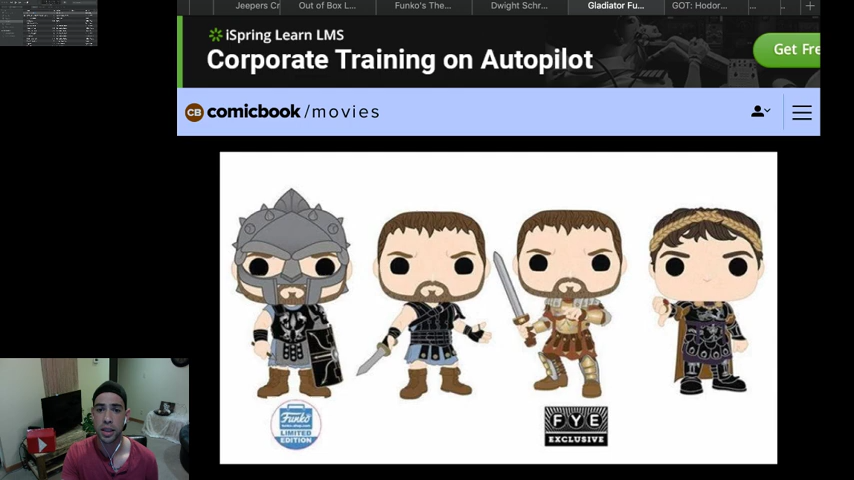 Jeepers Cr
Out of Box L...
Funko's The...
Dwight Schr...
Gladiator Fu...
GOT: Hodor...
iSpring Learn LMS
Corporate Training on Autopilot
Get Fre
CB comicbook/movies
Funko
LIMITED
EDITION
FYE
EXCLUSIVE